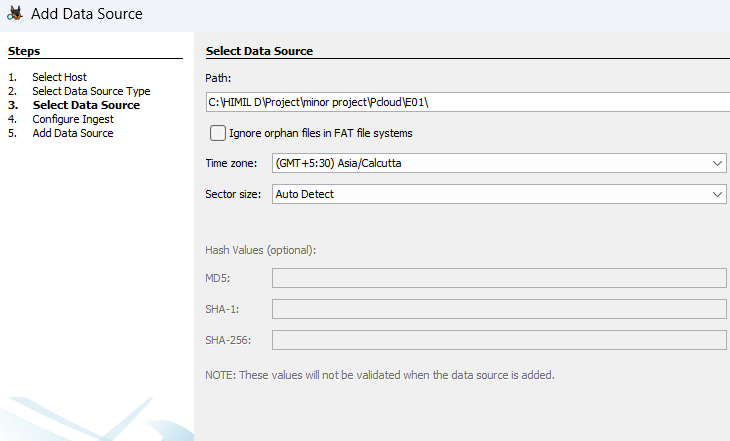 Add Data Source
Steps
1. Select Host
2. Select Data Source Type
3. Select Data Source
4. Configure Ingest
5. Add Data Source
Select Data Source
Path:
C:\HIMIL D\Project\minor project\Pcloud\E01\
Ignore orphan files in FAT file systems
Time zone: (GMT+5:30) Asia/Calcutta
Sector size: Auto Detect
Hash Values (optional):
MD5:
SHA-1:
SHA-256:
NOTE: These values will not be validated when the data source is added.